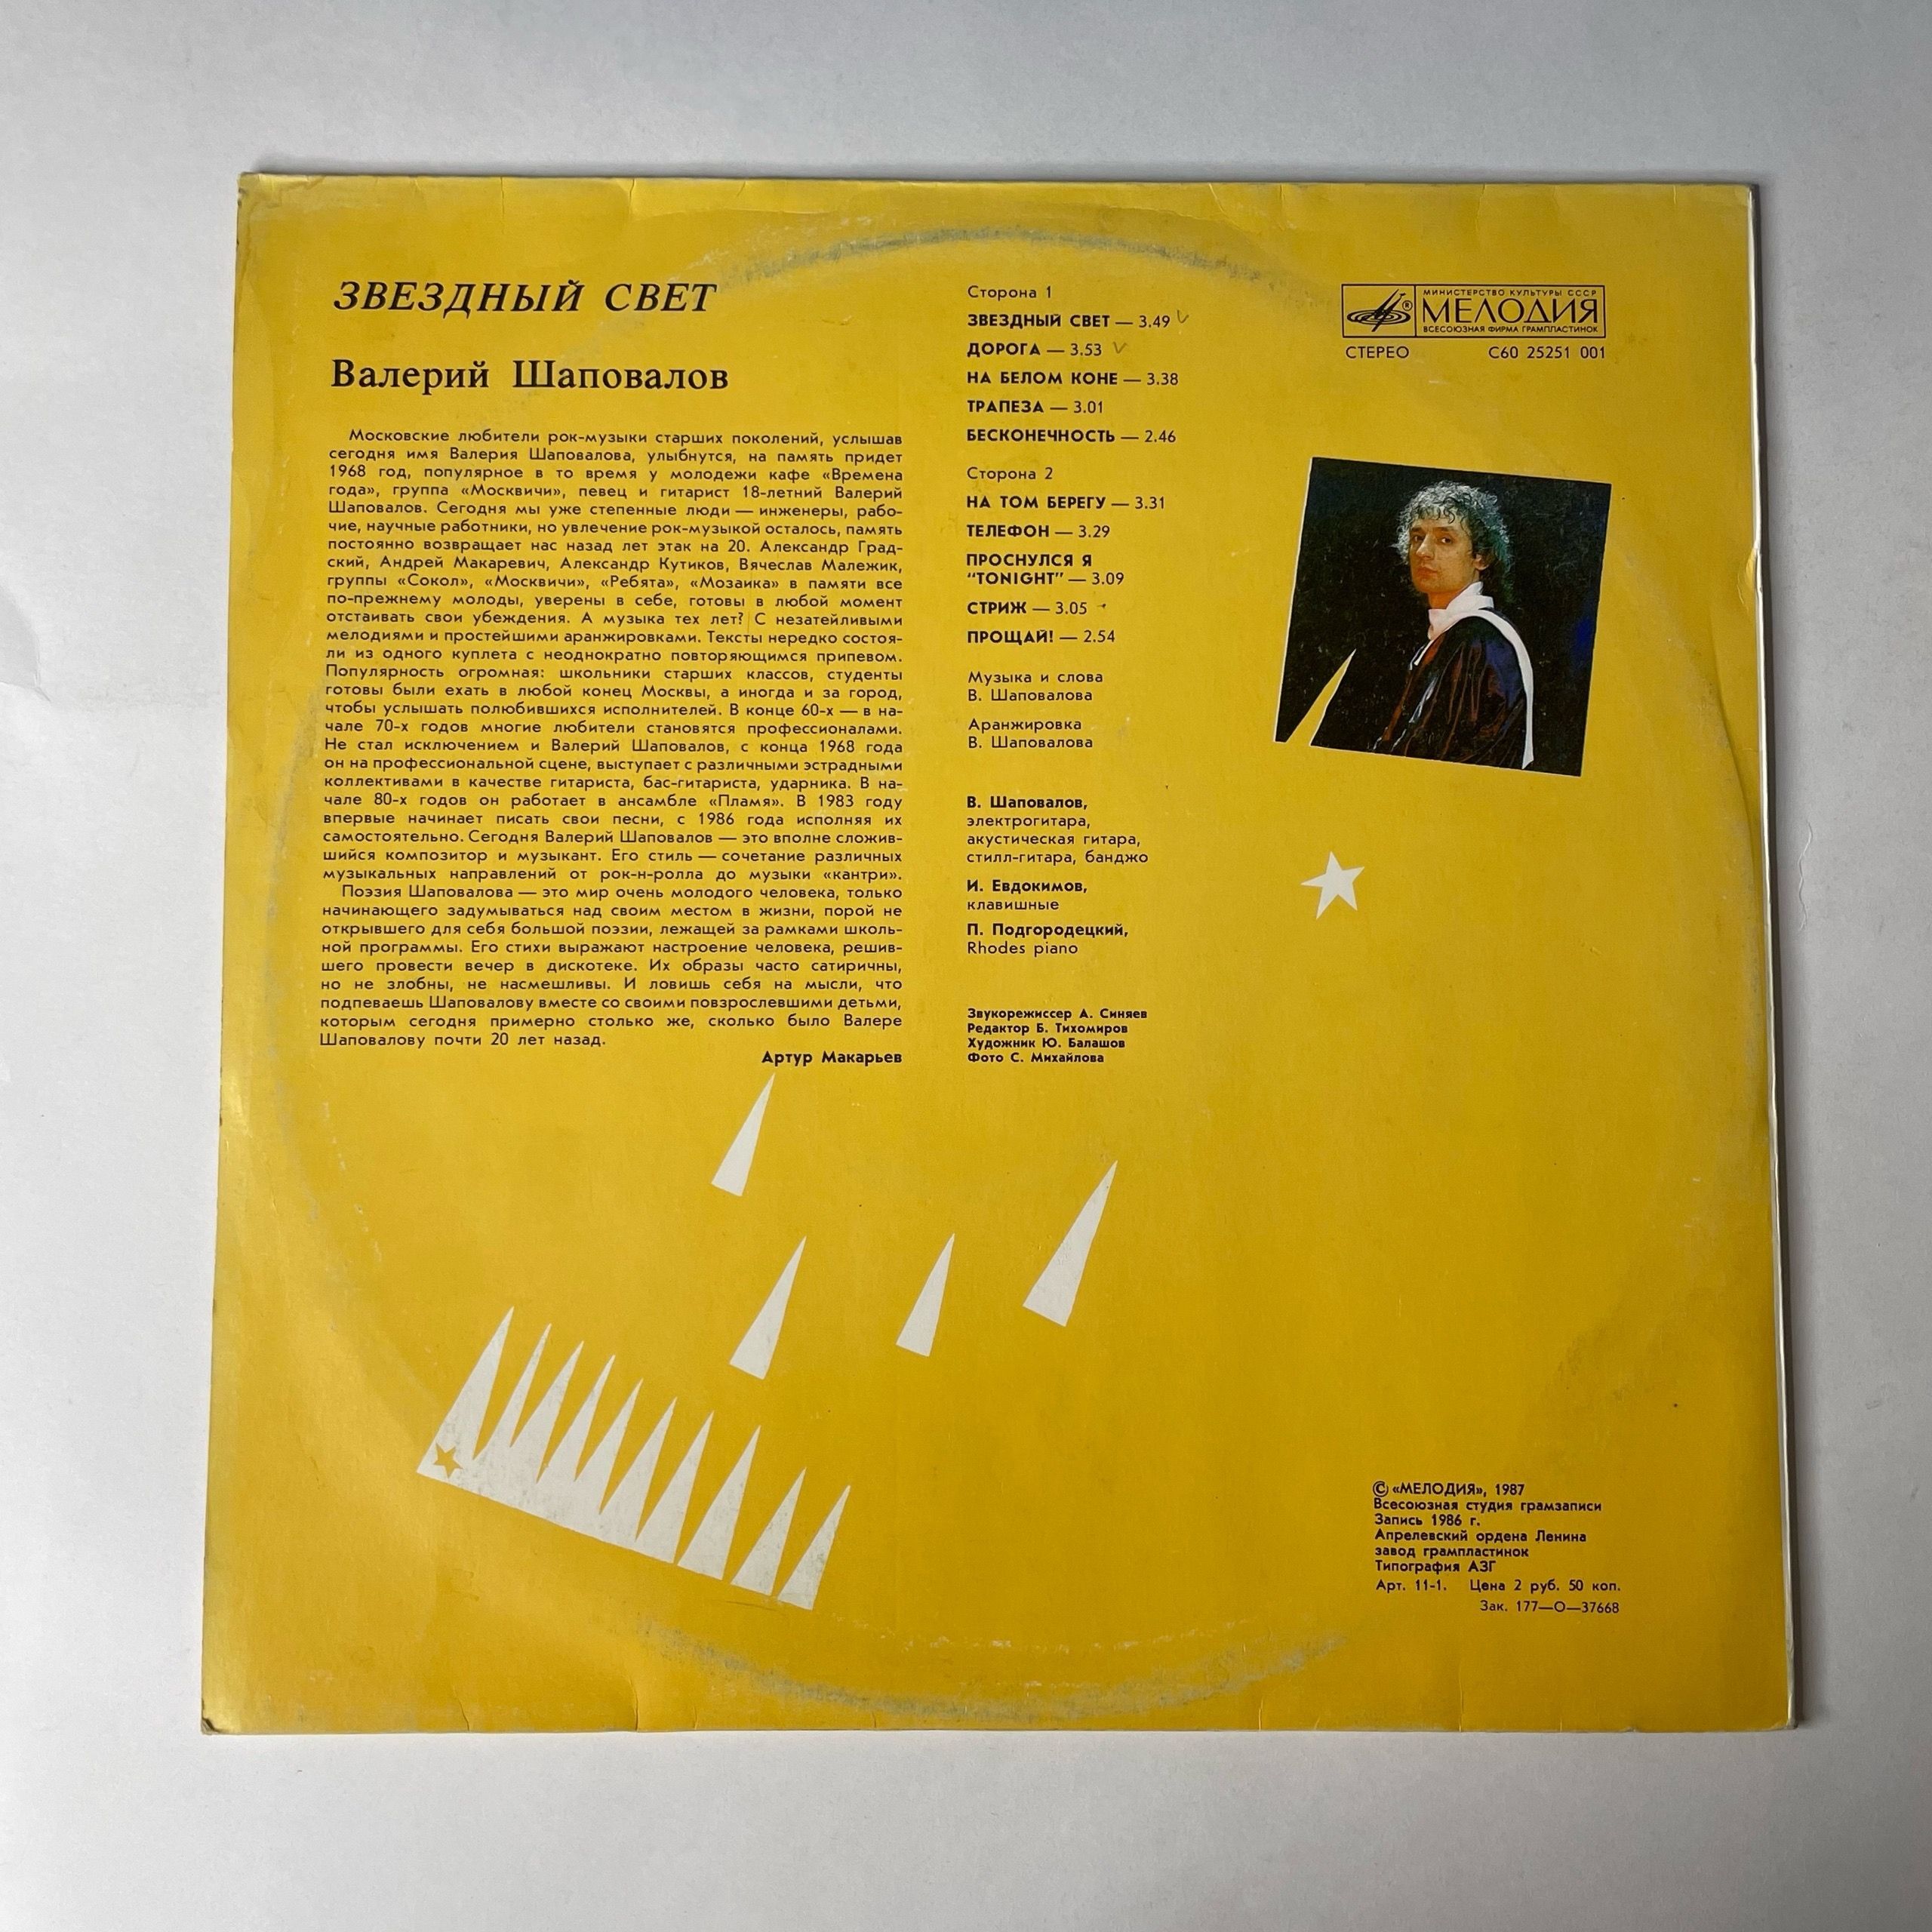 ЗВЕЗДНЫЙ СВЕТ
Валерий Шаповалов
Московские любители рок-музыки старших поколений, услышав
сегодня имя Валерия Шаповалова, улыбнутся, на память придет
1968 год, популярное в то время у молодежи кафе «Времена
года», группа «Москвичи», певец и гитарист 18-летний Валерий
Шаповалов. Сегодня мы уже степенные люди — инженеры, рабо-
чие, научные работники, но увлечение рок-музыкой осталось, память
постоянно возвращает нас назад лет этак на 20. Александр Град-
ский, Андрей Макаревич, Александр Кутиков, Вячеслав Малежик,
группы «Сокол», «Москвичи», «Ребята», «Мозаика» в памяти все
по-прежнему молоды, уверены в себе, готовы в любой момент
отстаивать свои убеждения. А музыка тех лет? С незатейливыми
мелодиями и простейшими аранжировками. Тексты нередко состоя-
ли из одного куплета с неоднократно повторяющимся припевом.
Популярность огромная: школьники старших классов, студенты
готовы были ехать в любой конец Москвы, а иногда и за город,
чтобы услышать полюбившихся исполнителей. В конце 60-х — в на-
чале 70-х годов многие любители становятся профессионалами.
Не стал исключением и Валерий Шаповалов, с конца 1968 года
он на профессиональной сцене, выступает с различными эстрадными
коллективами в качестве гитариста, бас-гитариста, ударника. В на-
чале 80-х годов он работает в ансамбле «Пламя». В 1983 году
впервые начинает писать свои песни, с 1986 года исполняя их
самостоятельно. Сегодня Валерий Шаповалов — это вполне сложив-
шийся композитор и музыкант. Его стиль — сочетание различных
музыкальных направлений от рок-н-ролла до музыки «кантри».
Поэзия Шаповалова — это мир очень молодого человека, только
начинающего задумываться над своим местом в жизни, порой не
открывшего для себя большой поэзии, лежащей за рамками школь-
ной программы. Его стихи выражают настроение человека, решив-
шего провести вечер в дискотеке. Их образы часто сатиричны,
но не злобны, не насмешливы. И ловишь себя на мысли, что
подпеваешь Шаповалову вместе со своими повзрослевшими детьми,
которым сегодня примерно столько же, сколько было Валере
Шаповалову почти 20 лет назад.
Артур Макарьев
Сторона 1
ЗВЕЗДНЫЙ СВЕТ — 3.49
ДОРОГА — 3.53
НА БЕЛОМ КОНЕ — 3.38
ТРАПЕЗА — 3.01
БЕСКОНЕЧНОСТЬ — 2.46
Сторона 2
НА ТОМ БЕРЕГУ — 3.31
ТЕЛЕФОН — 3.29
ПРОСНУЛСЯ Я
“TONIGHT” — 3.09
СТРИЖ — 3.05
ПРОЩАЙ! — 2.54
Музыка и слова
В. Шаповалова
Аранжировка
В. Шаповалова
В. Шаповалов,
электрогитара,
акустическая гитара,
стилл-гитара, банджо
И. Евдокимов,
клавишные
П. Подгородецкий,
Rhodes piano
Звукорежиссер А. Синяев
Редактор Б. Тихомиров
Художник Ю. Балашов
Фото С. Михайлова
МИНИСТЕРСТВО КУЛЬТУРЫ СССР
® МЕЛОДИЯ
ВСЕСОЮЗНАЯ ФИРМА ГРАМПЛАСТИНОК
СТЕРЕО С60 25251 001
© «МЕЛОДИЯ», 1987
Всесоюзная студия грамзаписи
Запись 1986 г.
Апрелевский ордена Ленина
завод грампластинок
Типография АЗГ
Арт. 11-1. Цена 2 руб. 50 коп.
Зак. 177—О—37668